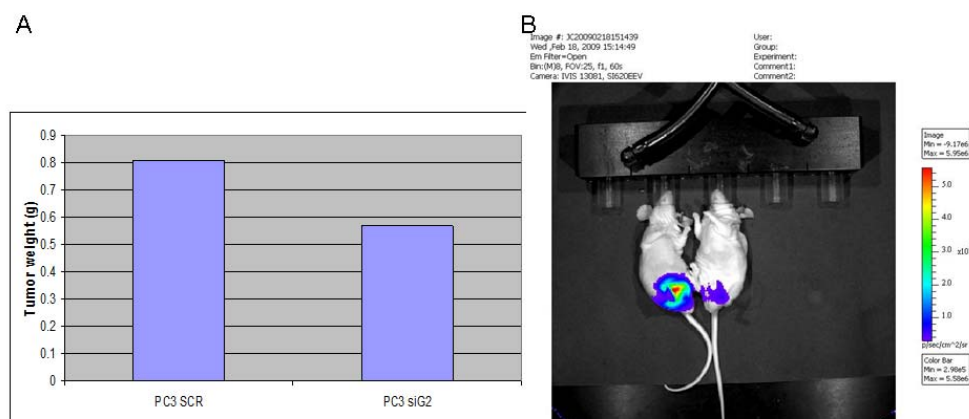 A
B
Image #: JC20090218151439
Wed ,Feb 18, 2009 15:14:49
Em Filter=Open
Bin:(M)8, FOV:25, f1, 60s
Camera: IVIS 13081, SI620EEV
User:
Group:
Experiment:
Comment1:
Comment2:
Tumor weight (g)
0.9
0.8
0.7
0.6
0.5
0.4
0.3
0.2
0.1
0
PC3 SCR
PC3 siG2
Image
Min = -9.17e6
Max = 5.95e6
5.0
4.0
3.0
x10
2.0
1.0
p/sec/cm^2/sr
Color Bar
Min = 2.98e5
Max = 5.58e6